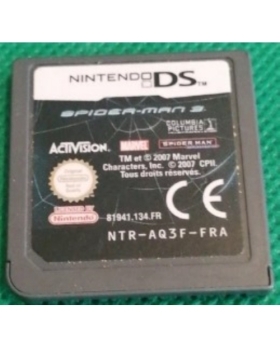 NINTENDO DS™
SPIDER-MAN 3
COLUMBIA PICTURES
ACTIVISION. MARVEL SPIDER MAN
TM et © 2007 Marvel
Characters, Inc. © 2007 CPII.
Tous droits réservés.
Nintendo
81941.134.FR
CE
NTR-AQ3F-FRA